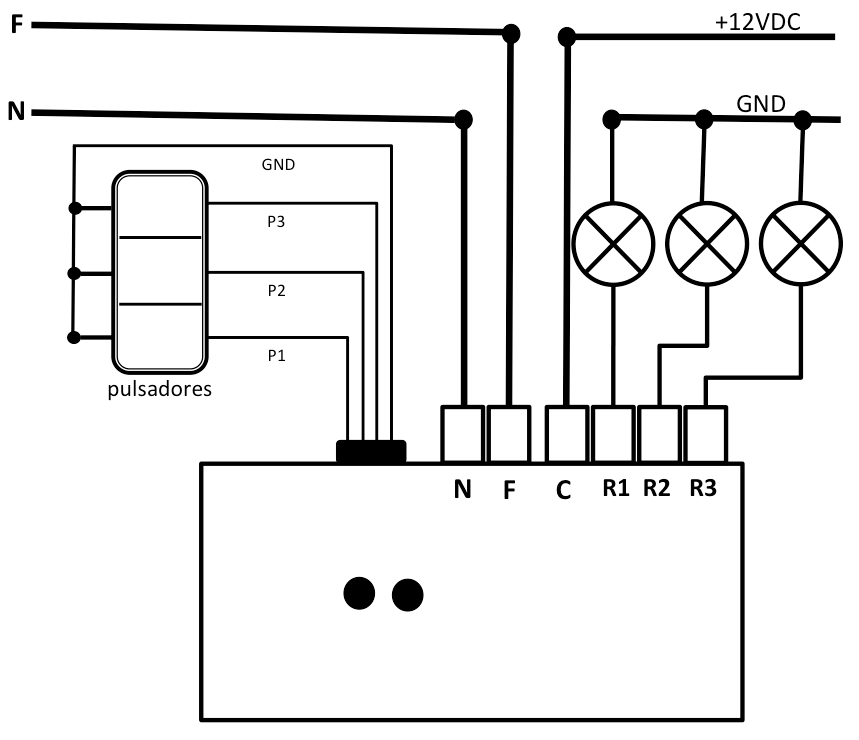 F
+12VDC
N
GND
GND
P3
P2
P1
pulsadores
N
F
C
R1
R2
R3